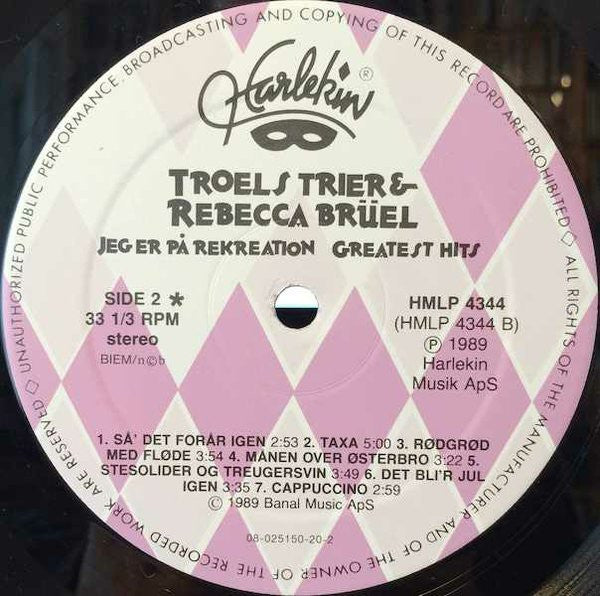 UNAUTHORIZED PUBLIC PERFORMANCE, BROADCASTING AND COPYING OF THIS RECORD ARE PROHIBITED ◇ ALL RIGHTS OF THE MANUFACTURER AND OF THE OWNER OF THE RECORDED WORK ARE RESERVED ◇
Harlekin®
TROELS TRIER &
REBECCA BRÜEL
JEG ER PÅ REKREATION GREATEST HITS
SIDE 2 *
33 1/3 RPM
stereo
BIEM/n©b
HMLP 4344
(HMLP 4344 B)
℗ 1989
Harlekin
Musik ApS
1. SÅ' DET FORÅR IGEN 2:53 2. TAXA 5:00 3. RØDGRØD
MED FLØDE 3:54 4. MÅNEN OVER ØSTERBRO 3:22 5.
STESOLIDER OG TREUGERSVIN 3:49 6. DET BLI'R JUL
IGEN 3:35 7. CAPPUCCINO 2:59
© 1989 Banal Music ApS
08-025150-20-2